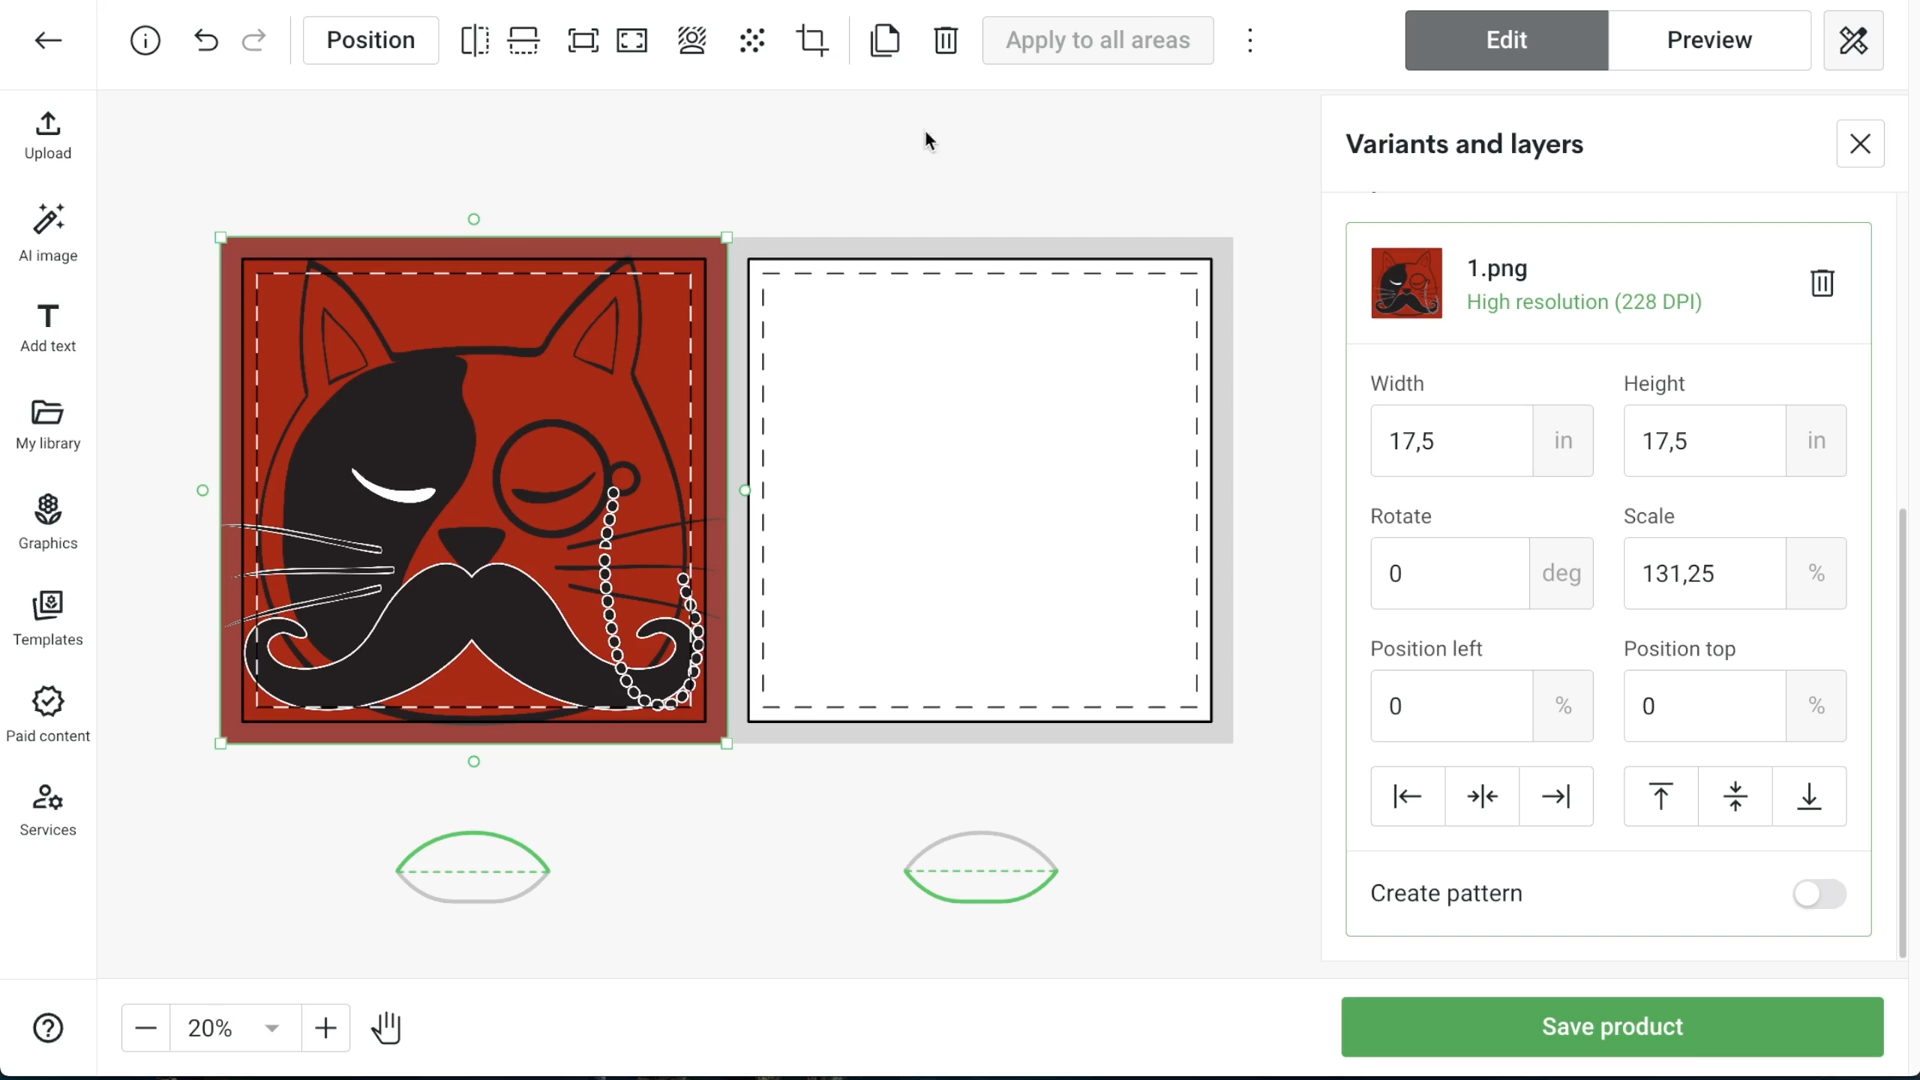 Position
Apply to all areas
Edit
Preview
Upload
AI image
Add text
My library
Graphics
Templates
Paid content
Services
Variants and layers
1.png
High resolution (228 DPI)
Width
Height
17,5 in
17,5 in
Rotate
Scale
0 deg
131,25 %
Position left
Position top
0 %
0 %
Create pattern
20%
Save product